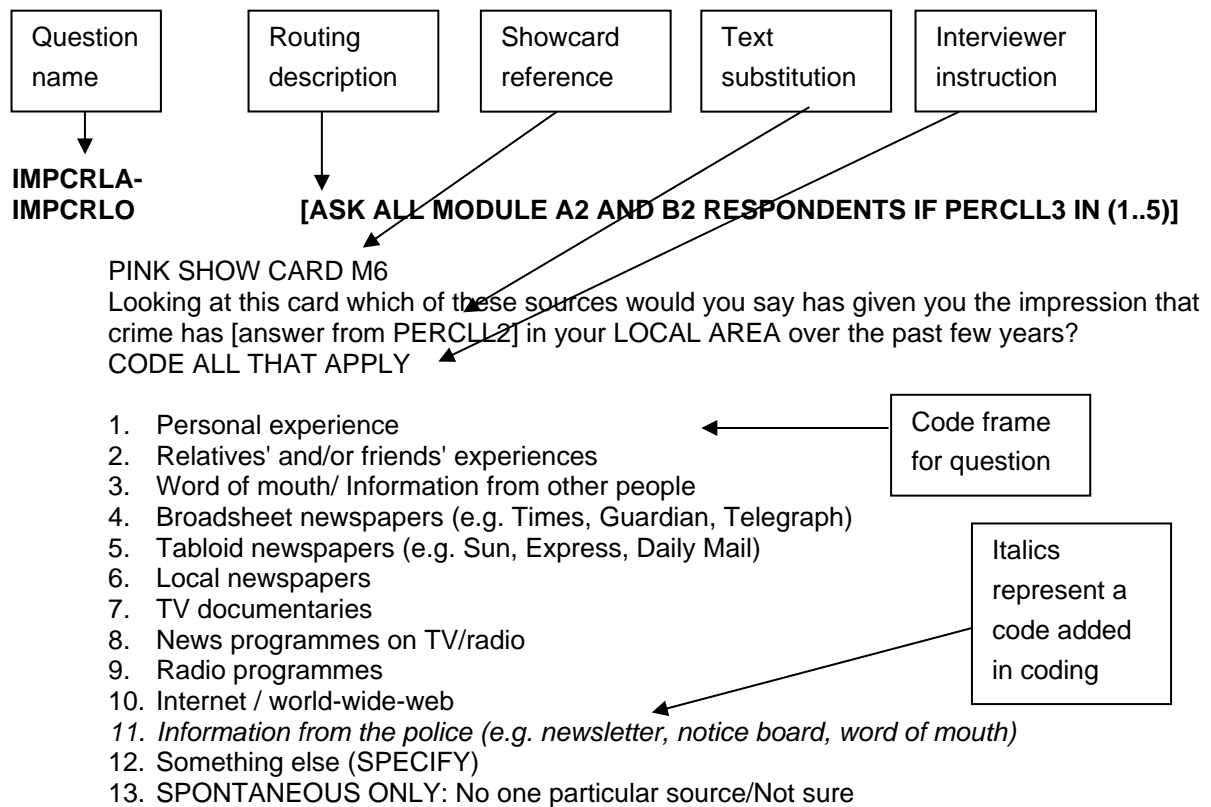 Question
name
Routing
description
Showcard
reference
Text
substitution
Interviewer
instruction
IMPCRLA-
IMPCRLO [ASK ALL MODULE A2 AND B2 RESPONDENTS IF PERCLL3 IN (1..5)]
PINK SHOW CARD M6
Looking at this card which of these sources would you say has given you the impression that
crime has [answer from PERCLL2] in your LOCAL AREA over the past few years?
CODE ALL THAT APPLY
Code frame
for question
1. Personal experience
2. Relatives' and/or friends' experiences
3. Word of mouth/ Information from other people
4. Broadsheet newspapers (e.g. Times, Guardian, Telegraph)
5. Tabloid newspapers (e.g. Sun, Express, Daily Mail)
6. Local newspapers
7. TV documentaries
8. News programmes on TV/radio
9. Radio programmes
10. Internet / world-wide-web
11. Information from the police (e.g. newsletter, notice board, word of mouth)
12. Something else (SPECIFY)
13. SPONTANEOUS ONLY: No one particular source/Not sure
Italics
represent a
code added
in coding